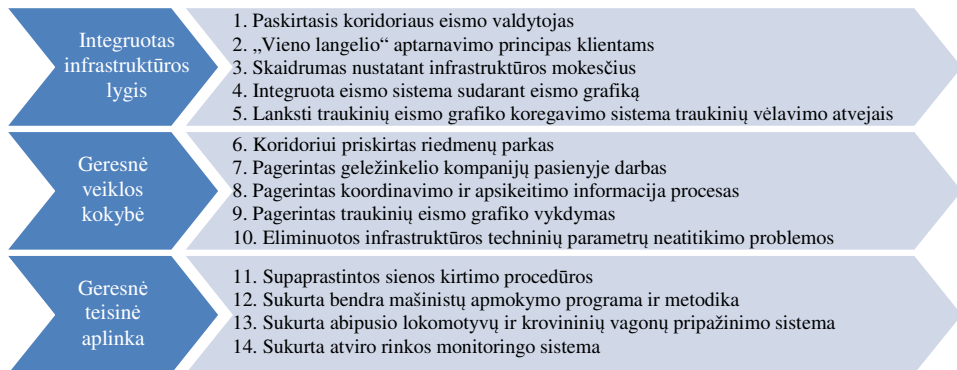 Integruotas
infrastruktūros
lygis
1. Paskirtasis koridoriaus eismo valdytojas
2. „Vieno langelio“ aptarnavimo principas klientams
3. Skaidrumas nustatant infrastruktūros mokesčius
4. Integruota eismo sistema sudarant eismo grafiką
5. Lanksti traukinių eismo grafiko koregavimo sistema traukinių vėlavimo atvejais
Geresnė
veiklos
kokybė
6. Koridoriui priskirtas riedmenų parkas
7. Pagerintas geležinkelio kompanijų pasienyje darbas
8. Pagerintas koordinavimo ir apsikeitimo informacija procesas
9. Pagerintas traukinių eismo grafiko vykdymas
10. Eliminuotos infrastruktūros techninių parametrų neatitikimo problemos
Geresnė
teisinė
aplinka
11. Supaprastintos sienos kirtimo procedūros
12. Sukurta bendra mašinistų apmokymo programa ir metodika
13. Sukurta abipusio lokomotyvų ir krovininių vagonų pripažinimo sistema
14. Sukurta atviro rinkos monitoringo sistema